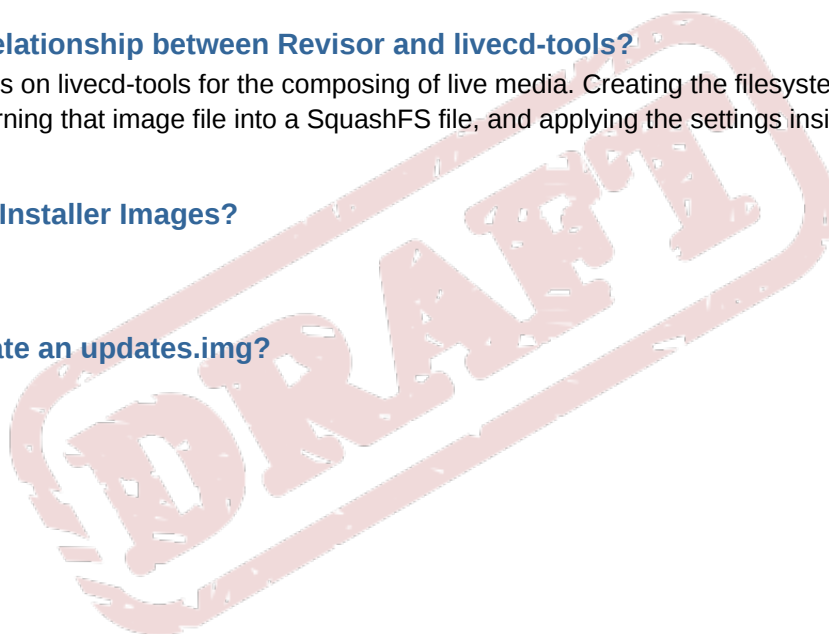 elationship between Revisor and livecd-tools?
s on livecd-tools for the composing of live media. Creating the filesyste
rning that image file into a SquashFS file, and applying the settings insi
Installer Images?
ate an updates.img?
DRAFT